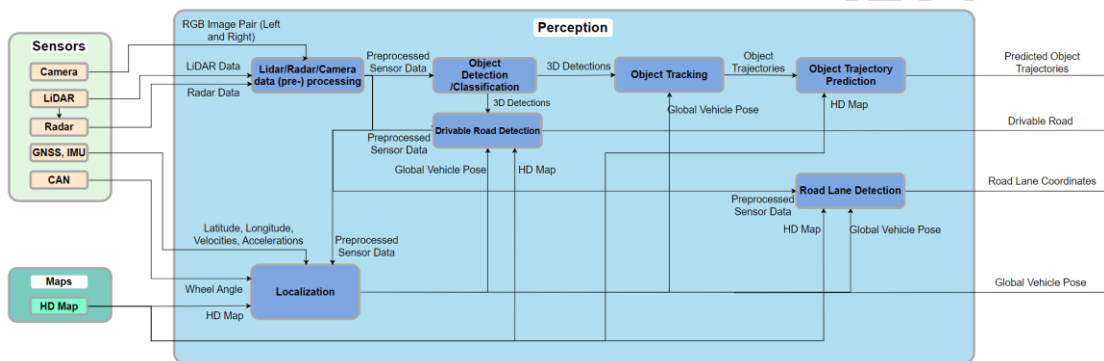 Perception
Sensors
Camera
LiDAR
Radar
GNSS, IMU
CAN
Maps
HD Map
RGB Image Pair (Left
and Right)
LiDAR Data
Radar Data
Lidar/Radar/Camera
data (pre-) processing
Preprocessed
Sensor Data
Object
Detection
/Classification
3D Detections
Object Tracking
Object
Trajectories
Object Trajectory
Prediction
Predicted Object
Trajectories
3D Detections
Global Vehicle Pose
HD Map
Preprocessed
Sensor Data
Drivable Road Detection
Drivable Road
Global Vehicle Pose
HD Map
Preprocessed
Sensor Data
Road Lane Detection
Road Lane Coordinates
HD Map
Global Vehicle Pose
Latitude, Longitude,
Velocities, Accelerations
Preprocessed
Sensor Data
Wheel Angle
HD Map
Localization
Global Vehicle Pose